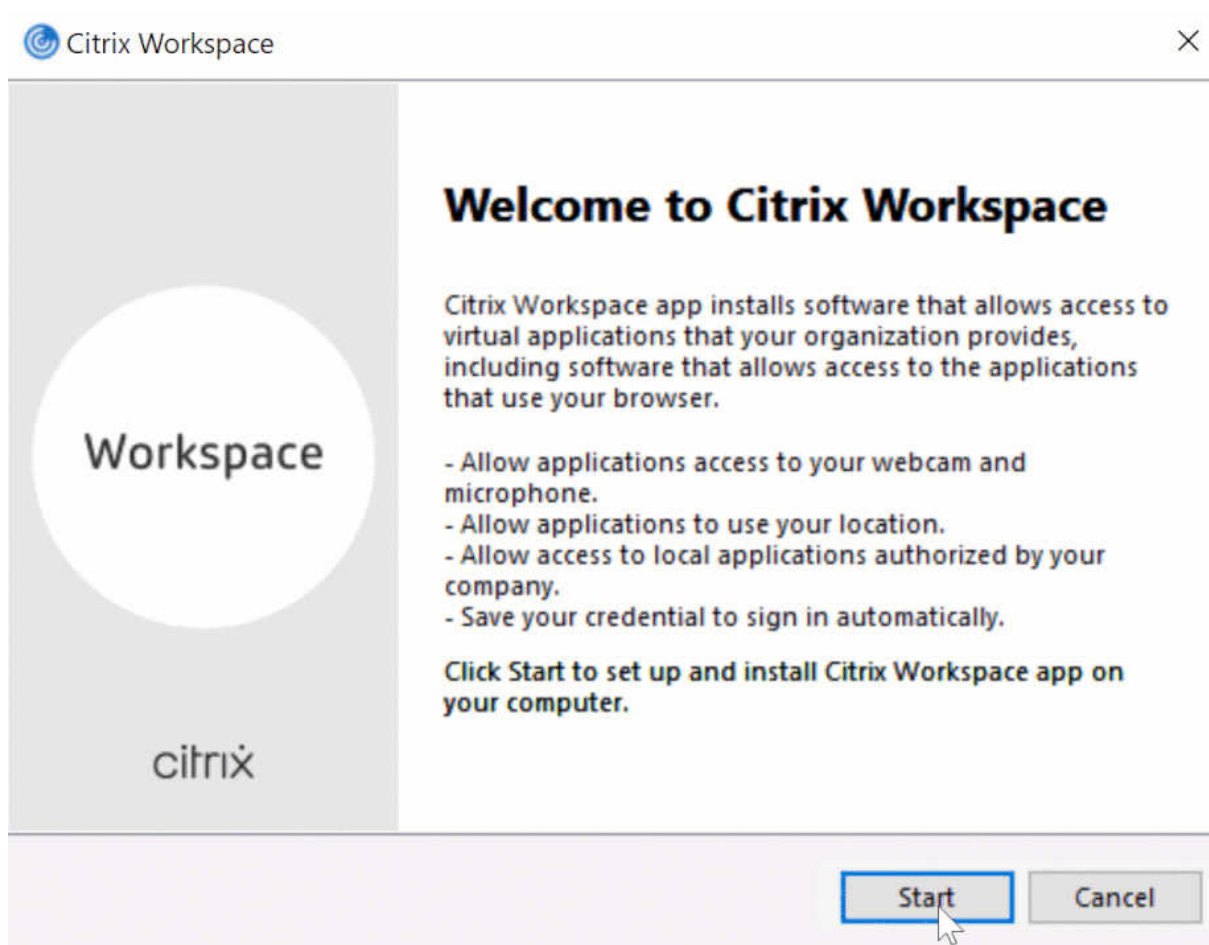 Citrix Workspace
Welcome to Citrix Workspace
Citrix Workspace app installs software that allows access to
virtual applications that your organization provides,
including software that allows access to the applications
that use your browser.
- Allow applications access to your webcam and
microphone.
- Allow applications to use your location.
- Allow access to local applications authorized by your
company.
- Save your credential to sign in automatically.
Click Start to set up and install Citrix Workspace app on
your computer.
Workspace
citrix
Start
Cancel